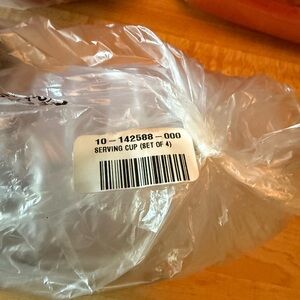 10-142588-000
SERVING CUP (SET OF 4)